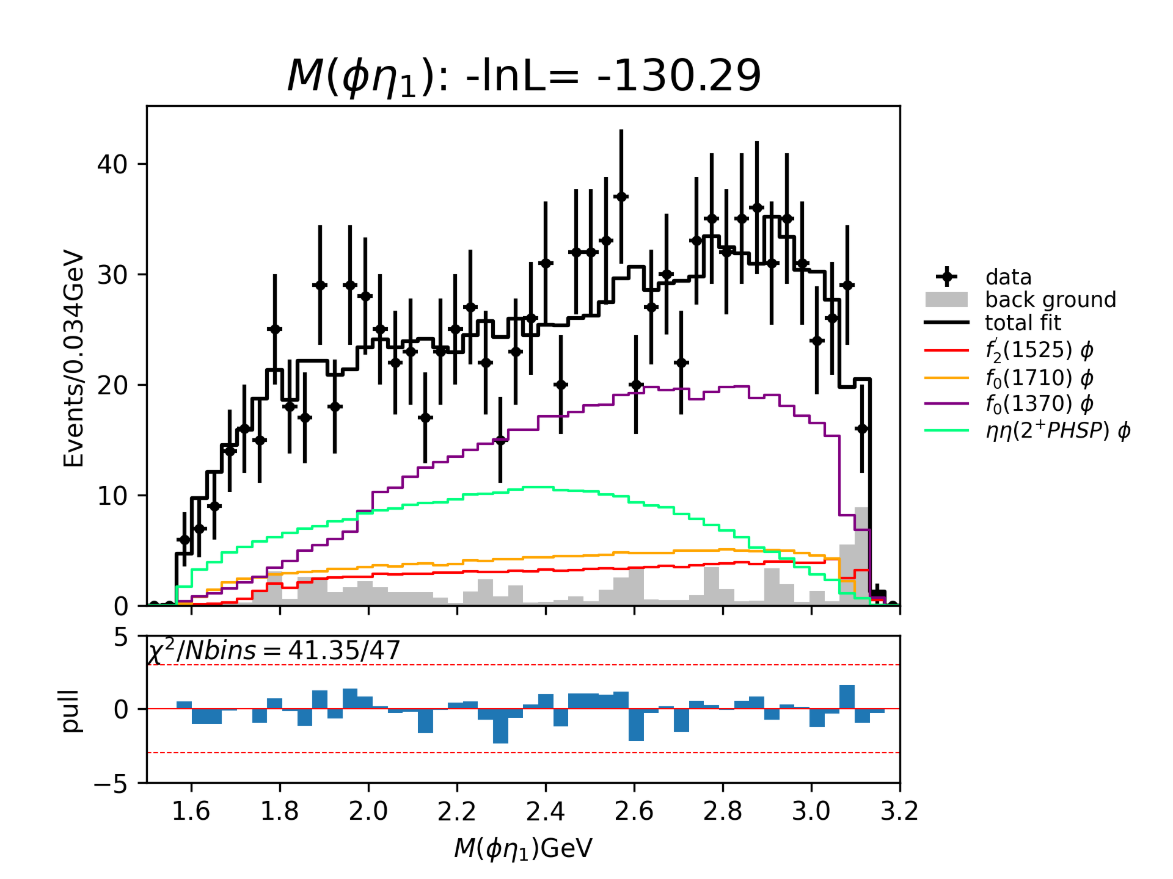 M(ϕη₁): -lnL= -130.29
Events/0.034GeV
40
30
20
10
0
data
back ground
total fit
f₂′(1525) ϕ
f₀(1710) ϕ
f₀(1370) ϕ
ηη(2⁺PHSP) ϕ
χ²/Nbins = 41.35/47
pull
5
0
−5
1.6 1.8 2.0 2.2 2.4 2.6 2.8 3.0 3.2
M(ϕη₁)GeV